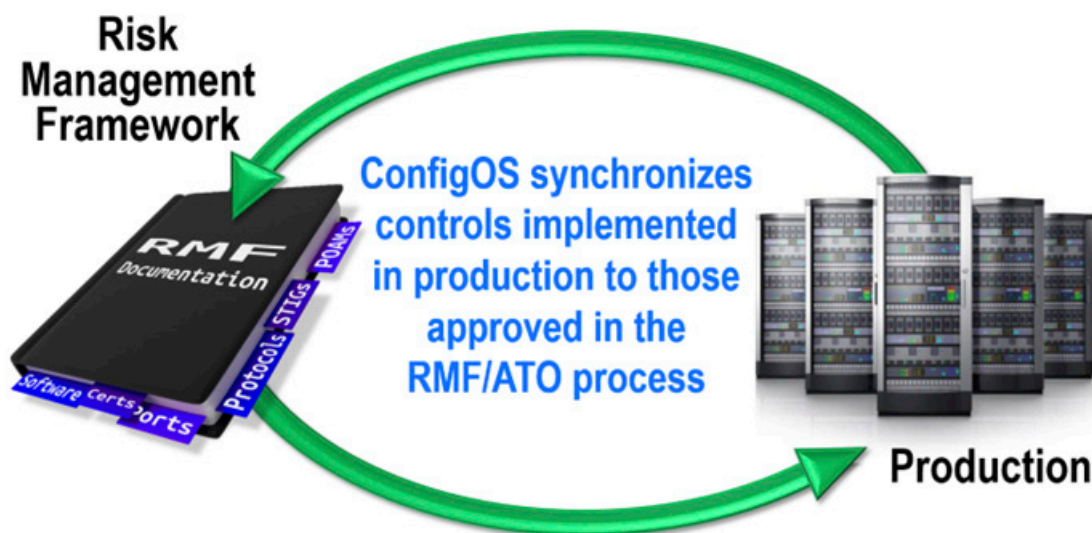 Risk
Management
Framework
RMF
Documentation
POAMs
STIGs
Protocols
Ports
Certs
Software
ConfigOS synchronizes
controls implemented
in production to those
approved in the
RMF/ATO process
Production